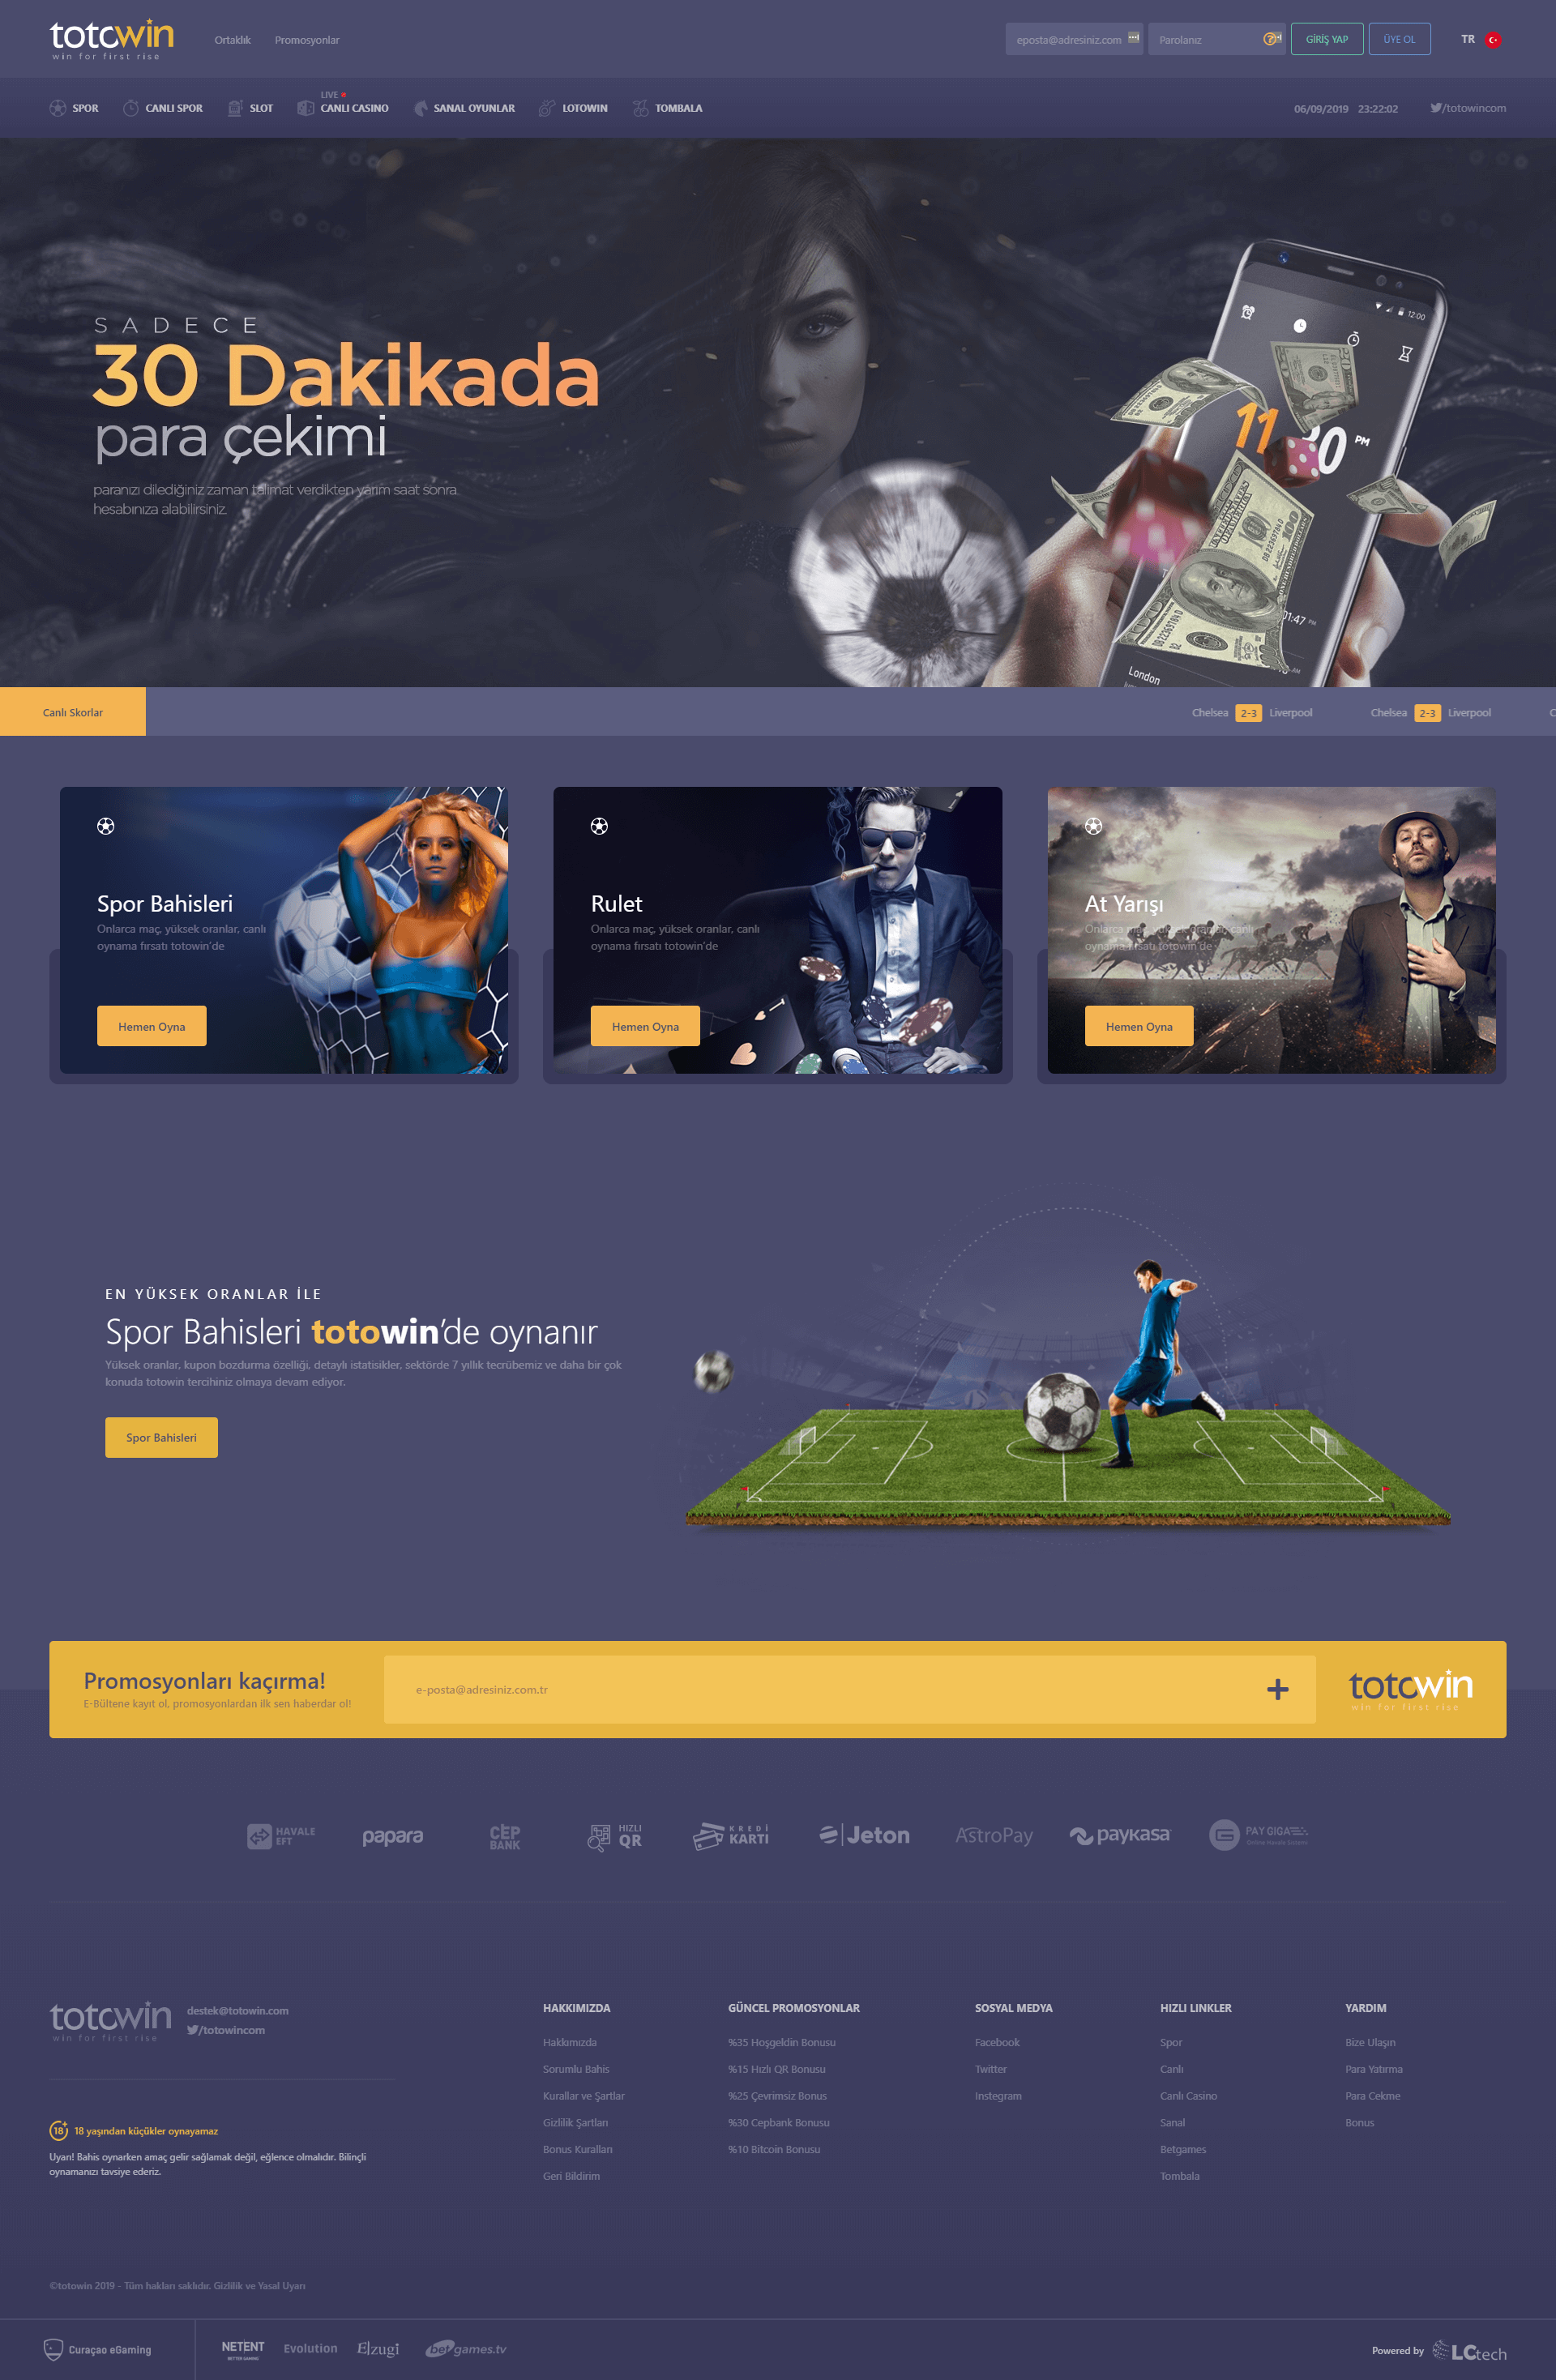 totowin
win for first rise
Ortaklık
Promosyonlar
eposta@adresiniz.com
Parolanız
GİRİŞ YAP
ÜYE OL
TR
SPOR
CANLI SPOR
SLOT
LIVE
CANLI CASINO
SANAL OYUNLAR
LOTOWIN
TOMBALA
06/09/2019 23:22:02
/totowincom
SADECE
30 Dakikada
para çekimi
paranızı dilediğiniz zaman talimat verdikten yarım saat sonra
hesabınıza alabilirsiniz.
12:00
PM
London
Canlı Skorlar
Chelsea 2-3 Liverpool
Chelsea 2-3 Liverpool
Spor Bahisleri
Onlarca maç, yüksek oranlar, canlı
oynama fırsatı totowin'de
Hemen Oyna
Rulet
Onlarca maç, yüksek oranlar, canlı
oynama fırsatı totowin'de
Hemen Oyna
At Yarışı
Onlarca maç, yüksek oranlar, canlı
oynama fırsatı totowin'de
Hemen Oyna
EN YÜKSEK ORANLAR İLE
Spor Bahisleri totowin'de oynanır
Yüksek oranlar, kupon bozdurma özelliği, detaylı istatisikler, sektörde 7 yıllık tecrübemiz ve daha bir çok
konuda totowin tercihiniz olmaya devam ediyor.
Spor Bahisleri
Promosyonları kaçırma!
E-Bültene kayıt ol, promosyonlardan ilk sen haberdar ol!
e-posta@adresiniz.com.tr
totowin
win for first rise
HAVALE
EFT
papara
CEP
BANK
HIZLI
QR
KREDİ
KARTI
Jeton
AstroPay
paykasa
PAY GIGA
totowin
win for first rise
destek@totowin.com
/totowincom
18+
18 yaşından küçükler oynayamaz
Uyarı! Bahis oynarken amaç gelir sağlamak değil, eğlence olmalıdır. Bilinçli
oynamanızı tavsiye ederiz.
HAKKIMIZDA
Hakkımızda
Sorumlu Bahis
Kurallar ve Şartlar
Gizlilik Şartları
Bonus Kuralları
Geri Bildirim
GÜNCEL PROMOSYONLAR
%35 Hoşgeldin Bonusu
%15 Hızlı QR Bonusu
%25 Çevrimsiz Bonus
%30 Cepbank Bonusu
%10 Bitcoin Bonusu
SOSYAL MEDYA
Facebook
Twitter
Instegram
HIZLI LINKLER
Spor
Canlı
Canlı Casino
Sanal
Betgames
Tombala
YARDIM
Bize Ulaşın
Para Yatırma
Para Cekme
Bonus
©totowin 2019 - Tüm hakları saklıdır. Gizlilik ve Yasal Uyarı
Curaçao eGaming
NETENT
BETTER GAMING
Evolution
Ezugi
betgames.tv
Powered by
LCtech